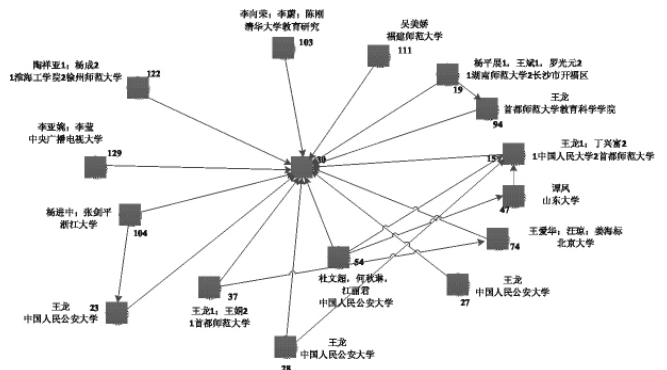 李向荣；李蔚；陈刚
清华大学教育研究
103
吴美娇
福建师范大学
111
陶祥亚1；杨成2
1淮海工学院2徐州师范大学
122
杨平展1，王斌1，罗光元2
1湖南师范大学2长沙市开福区
19
王龙
首都师范大学教育科学学院
94
李亚婉；李莹
中央广播电视大学
129
30
王龙1；丁兴富2
15
1中国人民大学2首都师范大学
谭凤
山东大学
47
杨进中；张剑平
浙江大学
104
王爱华；汪琼；姜海标
北京大学
74
54
杜文超，何秋琳，
江丽君
中国人民公安大学
王龙
中国人民公安大学
23
37
王龙1；王娟2
1首都师范大学
王龙
中国人民公安大学
27
王龙
中国人民公安大学
28